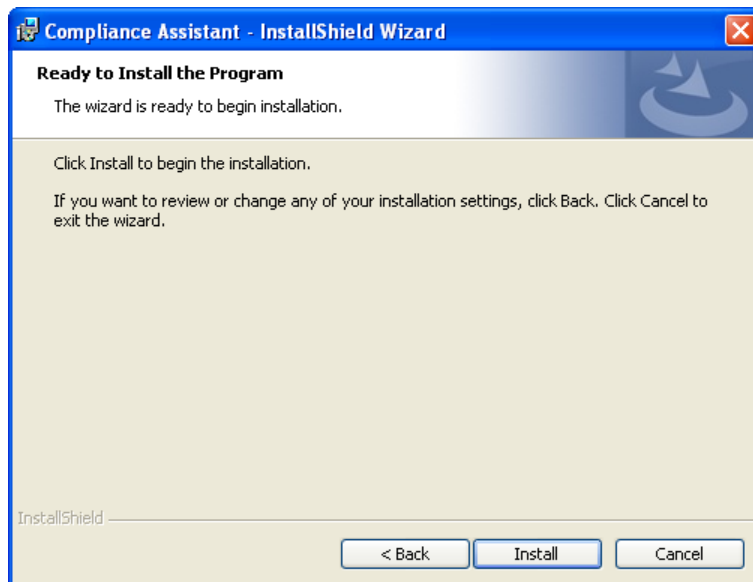 Compliance Assistant - InstallShield Wizard
Ready to Install the Program
The wizard is ready to begin installation.
Click Install to begin the installation.
If you want to review or change any of your installation settings, click Back. Click Cancel to
exit the wizard.
InstallShield
< Back Install Cancel